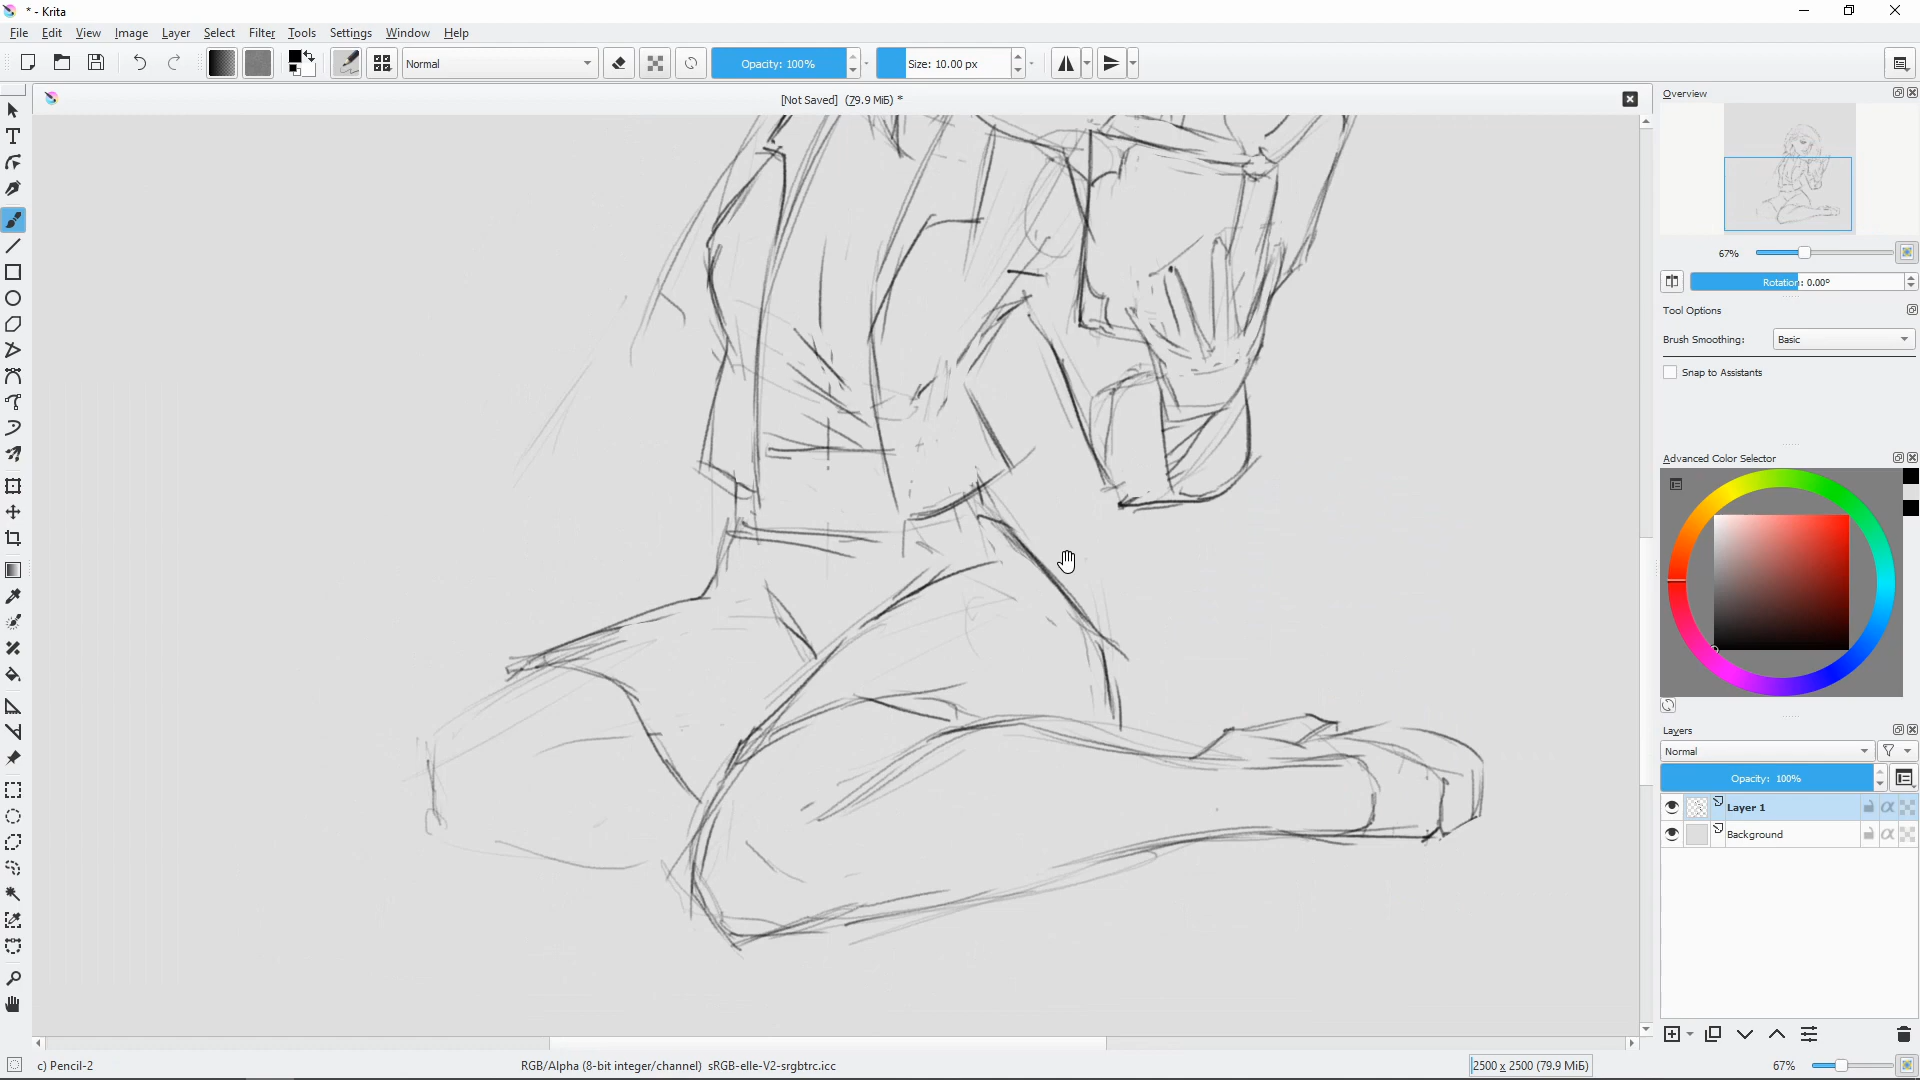 * - Krita
File Edit View Image Layer Select Filter Tools Settings Window Help
Normal
Opacity: 100%
Size: 10.00 px
[Not Saved] (79.9 MiB) *
Overview
67%
Rotation: 0.00°
Tool Options
Brush Smoothing: Basic
Snap to Assistants
Advanced Color Selector
Layers
Normal
Opacity: 100%
Layer 1
Background
c) Pencil-2
RGB/Alpha (8-bit integer/channel) sRGB-elle-V2-srgbtrc.icc
2500 x 2500 (79.9 MiB)
67%